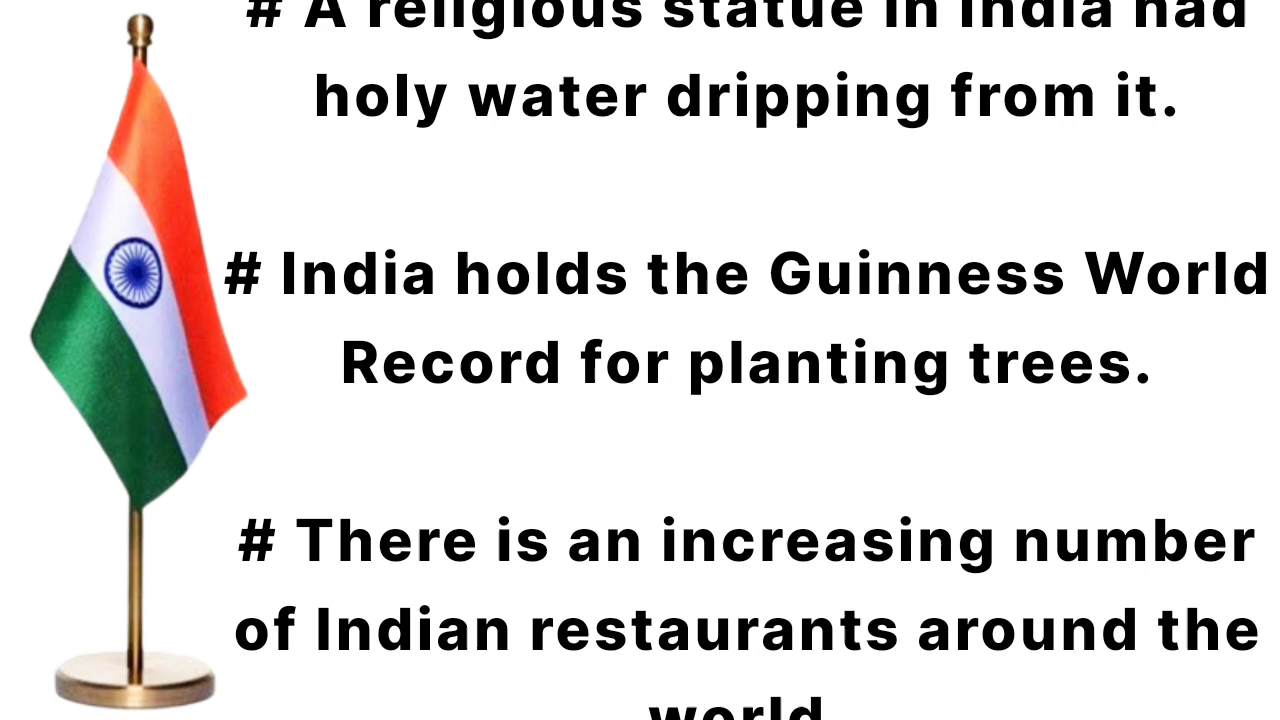 # A religious statue in India had
holy water dripping from it.
# India holds the Guinness World
Record for planting trees.
# There is an increasing number
of Indian restaurants around the
world